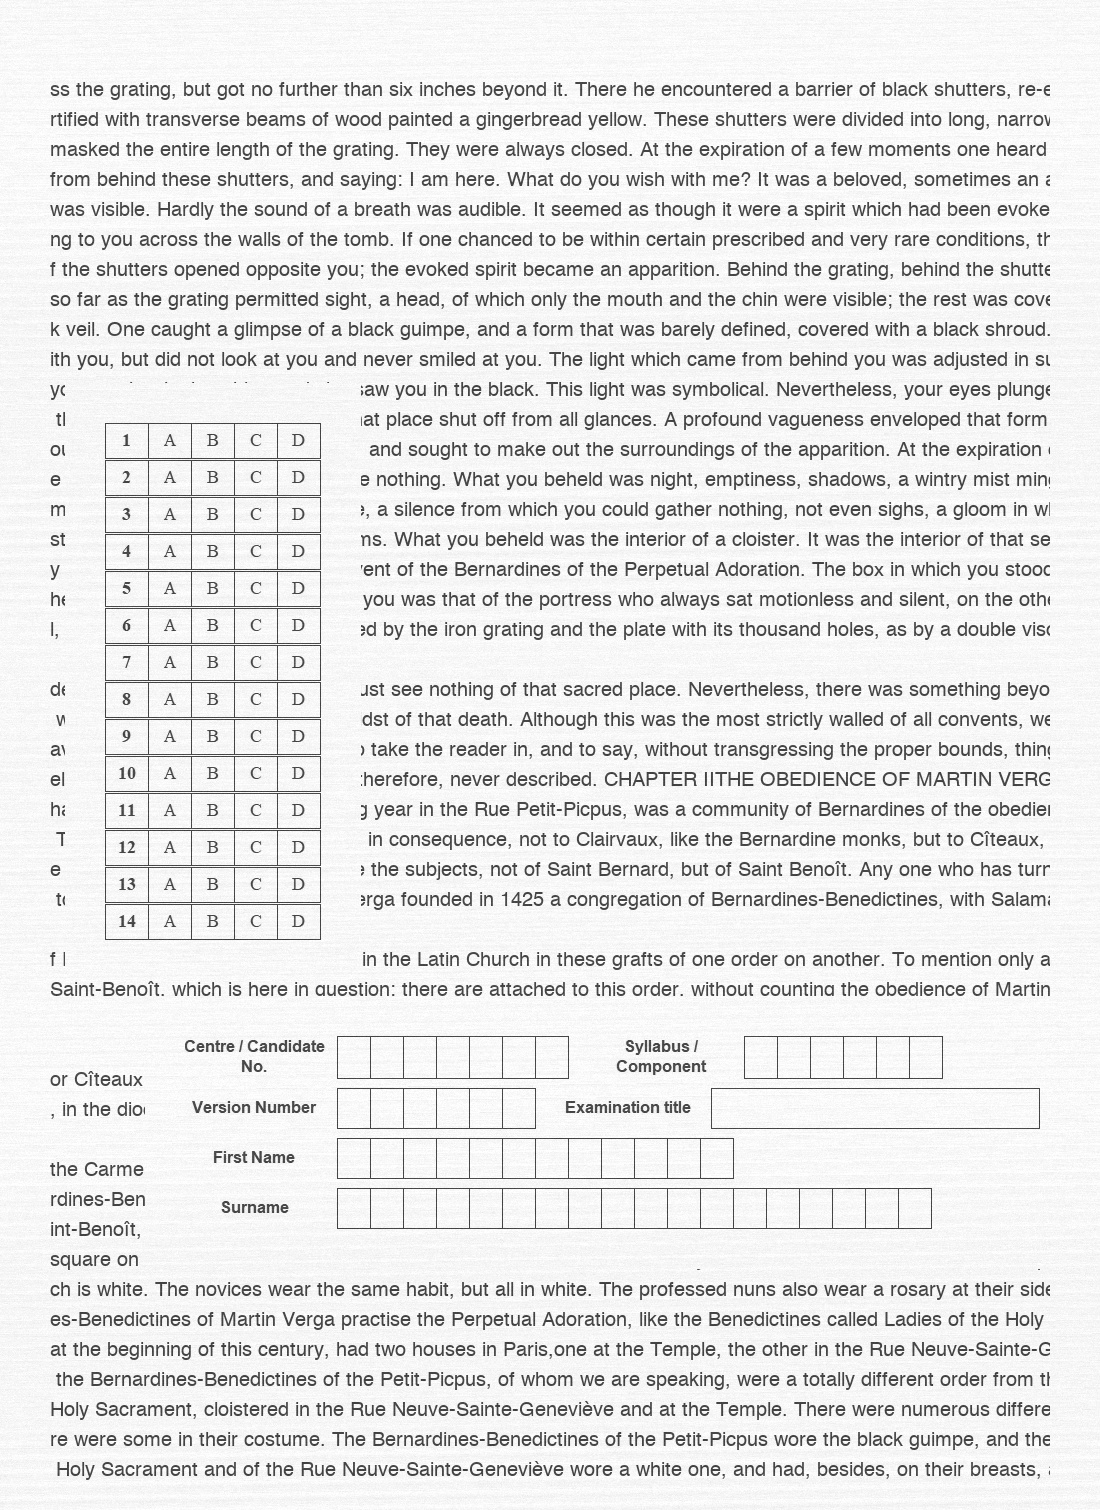 ss the grating, but got no further than six inches beyond it. There he encountered a barrier of black shutters, re-e
rtified with transverse beams of wood painted a gingerbread yellow. These shutters were divided into long, narrow
masked the entire length of the grating. They were always closed. At the expiration of a few moments one heard
from behind these shutters, and saying: I am here. What do you wish with me? It was a beloved, sometimes an a
was visible. Hardly the sound of a breath was audible. It seemed as though it were a spirit which had been evoke
ng to you across the walls of the tomb. If one chanced to be within certain prescribed and very rare conditions, th
f the shutters opened opposite you; the evoked spirit became an apparition. Behind the grating, behind the shutte
so far as the grating permitted sight, a head, of which only the mouth and the chin were visible; the rest was cove
k veil. One caught a glimpse of a black guimpe, and a form that was barely defined, covered with a black shroud.
ith you, but did not look at you and never smiled at you. The light which came from behind you was adjusted in su
saw you in the black. This light was symbolical. Nevertheless, your eyes plunge
at place shut off from all glances. A profound vagueness enveloped that form
and sought to make out the surroundings of the apparition. At the expiration
e nothing. What you beheld was night, emptiness, shadows, a wintry mist min
m , a silence from which you could gather nothing, not even sighs, a gloom in wh
st ms. What you beheld was the interior of a cloister. It was the interior of that se
y vent of the Bernardines of the Perpetual Adoration. The box in which you stood
he you was that of the portress who always sat motionless and silent, on the othe
l, ed by the iron grating and the plate with its thousand holes, as by a double viso
de ust see nothing of that sacred place. Nevertheless, there was something beyo
w dst of that death. Although this was the most strictly walled of all convents, we
av take the reader in, and to say, without transgressing the proper bounds, thing
el therefore, never described. CHAPTER IITHE OBEDIENCE OF MARTIN VERG
ha g year in the Rue Petit-Picpus, was a community of Bernardines of the obedien
T in consequence, not to Clairvaux, like the Bernardine monks, but to Cîteaux,
e the subjects, not of Saint Bernard, but of Saint Benoît. Any one who has turn
to erga founded in 1425 a congregation of Bernardines-Benedictines, with Salama
f in the Latin Church in these grafts of one order on another. To mention only a
Saint-Benoît, which is here in question: there are attached to this order, without counting the obedience of Martin
1 A B C D
2 A B C D
3 A B C D
4 A B C D
5 A B C D
6 A B C D
7 A B C D
8 A B C D
9 A B C D
10 A B C D
11 A B C D
12 A B C D
13 A B C D
14 A B C D
Centre / Candidate
No.
Syllabus /
Component
Version Number
Examination title
First Name
Surname
or Cîteaux
, in the dio
the Carme
rdines-Ben
int-Benoît,
square on
ch is white. The novices wear the same habit, but all in white. The professed nuns also wear a rosary at their side
es-Benedictines of Martin Verga practise the Perpetual Adoration, like the Benedictines called Ladies of the Holy
at the beginning of this century, had two houses in Paris,one at the Temple, the other in the Rue Neuve-Sainte-G
the Bernardines-Benedictines of the Petit-Picpus, of whom we are speaking, were a totally different order from th
Holy Sacrament, cloistered in the Rue Neuve-Sainte-Geneviève and at the Temple. There were numerous differe
re were some in their costume. The Bernardines-Benedictines of the Petit-Picpus wore the black guimpe, and the
Holy Sacrament and of the Rue Neuve-Sainte-Geneviève wore a white one, and had, besides, on their breasts,